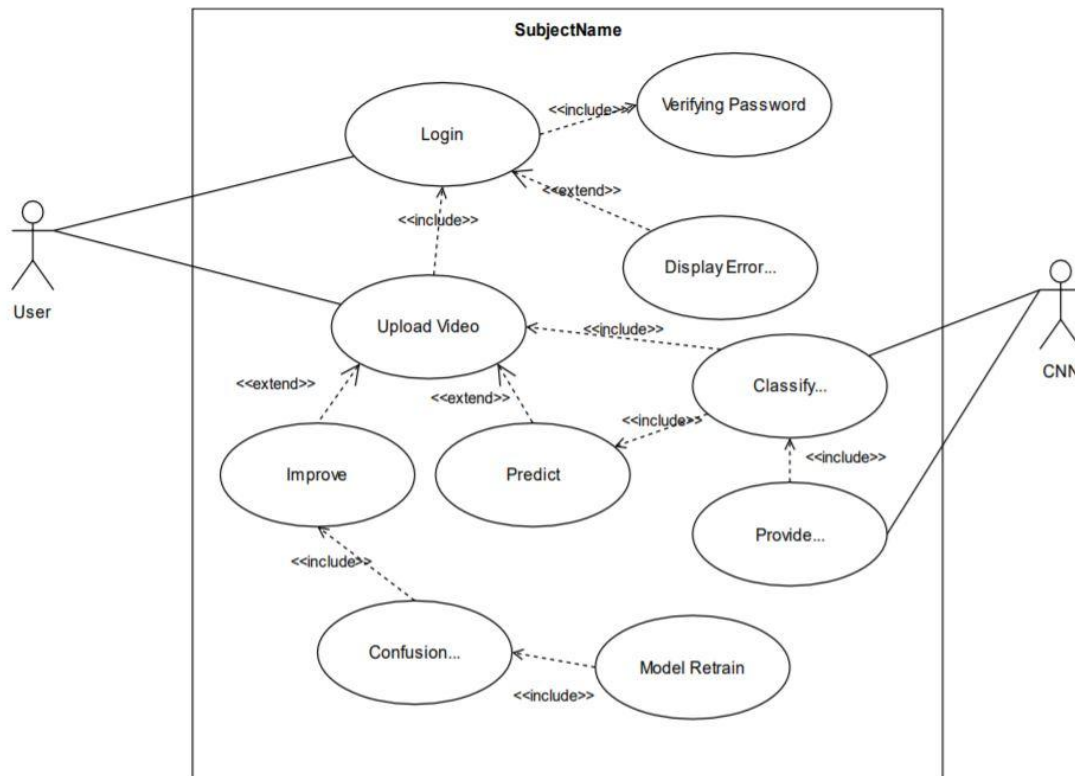 SubjectName
Verifying Password
<<include>>
Login
<<extend>>
<<include>>
Display Error...
User
Upload Video
<<include>>
CNN
Classify...
<<extend>>
<<extend>>
<<include>>
<<include>>
Improve
Predict
Provide...
<<include>>
Confusion...
Model Retrain
<<include>>